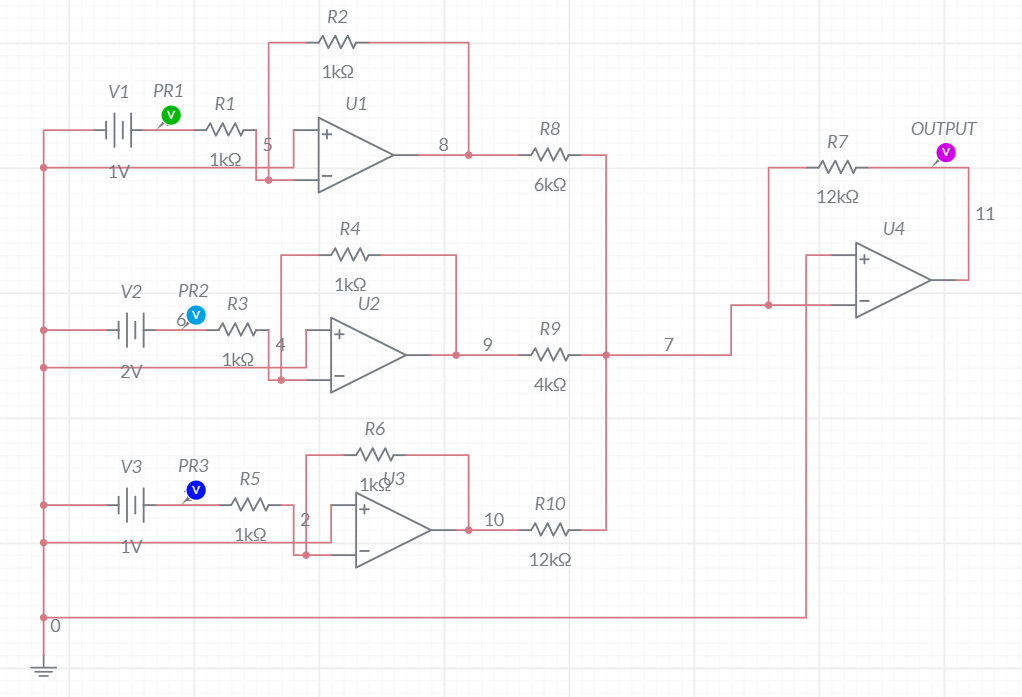 R2
1kΩ
V1
PR1
V
R1
U1
+
5
8
R8
1kΩ
1V
−
6kΩ
OUTPUT
V
R7
12kΩ
11
R4
1kΩ
U4
+
−
V2
PR2
6
V
R3
U2
+
4
9
R9
7
1kΩ
2V
−
4kΩ
R6
1kΩ
U3
V3
PR3
V
R5
+
2
10
R10
1kΩ
1V
−
12kΩ
0